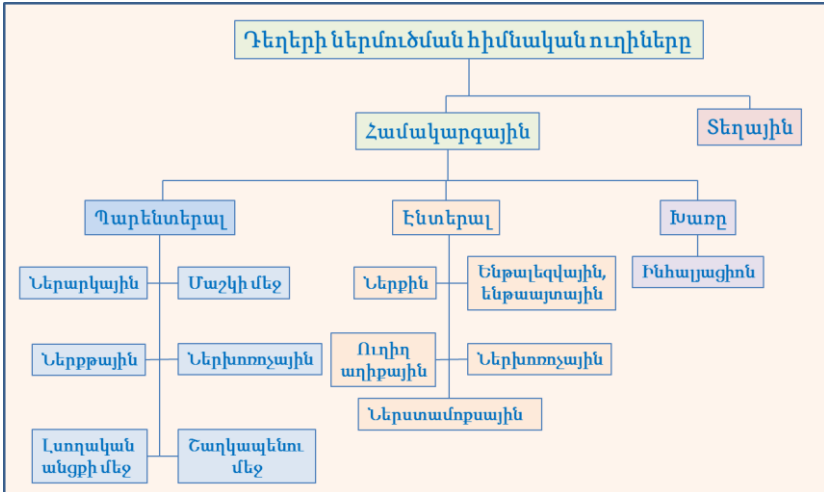 Դեղերի ներմուծման հիմնական ուղիները
Համակարգային
Տեղային
Պարենտերալ
Էնտերալ
Խառը
Ներարկային
Մաշկի մեջ
Ներքին
Ենթալեզվային,
ենթաայտային
Ինհալյացիոն
Ներքթային
Ներխոռոչային
Ուղիղ
աղիքային
Ներխոռոչային
Ներստամոքսային
Լսողական
անցքի մեջ
Շաղկապենու
մեջ